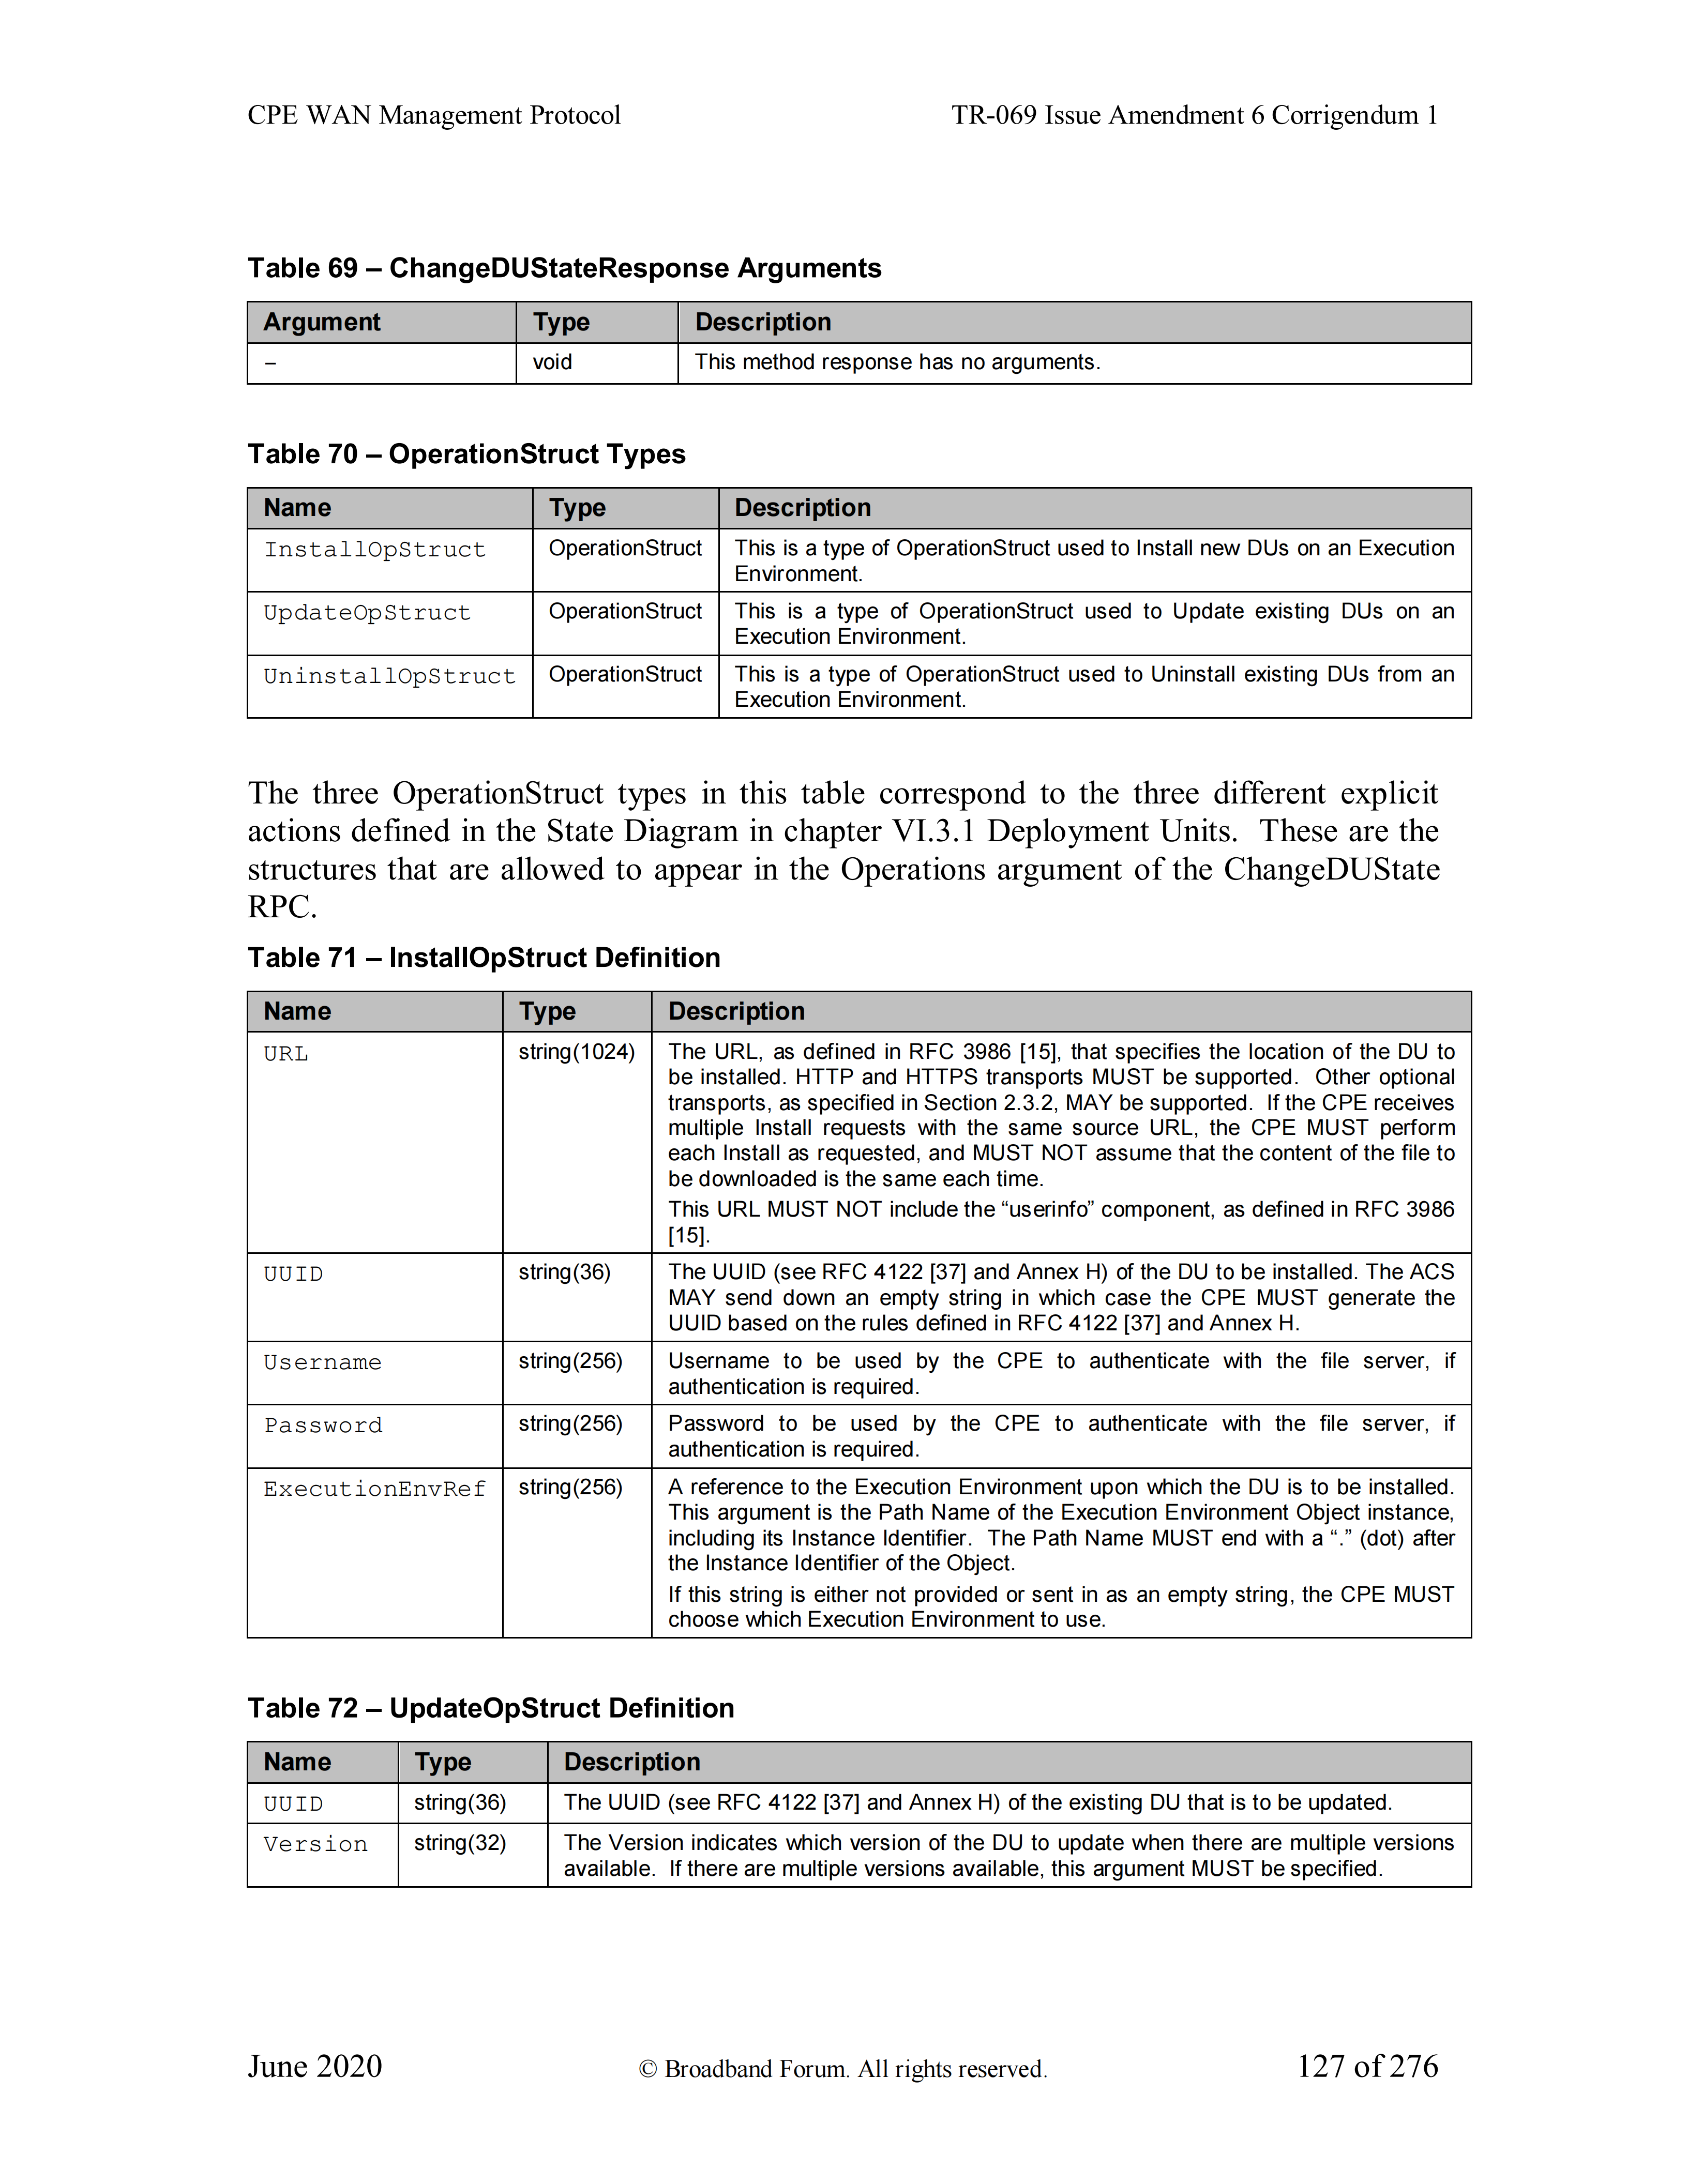 CPE WAN Management Protocol TR-069 Issue Amendment 6 Corrigendum 1
Table 69 – ChangeDUStateResponse Arguments
Argument Type Description
– void This method response has no arguments.
Table 70 – OperationStruct Types
Name Type Description
InstallOpStruct OperationStruct This is a type of OperationStruct used to Install new DUs on an Execution
Environment.
UpdateOpStruct OperationStruct This is a type of OperationStruct used to Update existing DUs on an
Execution Environment.
UninstallOpStruct OperationStruct This is a type of OperationStruct used to Uninstall existing DUs from an
Execution Environment.
The three OperationStruct types in this table correspond to the three different explicit
actions defined in the State Diagram in chapter VI.3.1 Deployment Units. These are the
structures that are allowed to appear in the Operations argument of the ChangeDUState
RPC.
Table 71 – InstallOpStruct Definition
Name Type Description
URL string(1024) The URL, as defined in RFC 3986 [15], that specifies the location of the DU to
be installed. HTTP and HTTPS transports MUST be supported. Other optional
transports, as specified in Section 2.3.2, MAY be supported. If the CPE receives
multiple Install requests with the same source URL, the CPE MUST perform
each Install as requested, and MUST NOT assume that the content of the file to
be downloaded is the same each time.
This URL MUST NOT include the “userinfo” component, as defined in RFC 3986
[15].
UUID string(36) The UUID (see RFC 4122 [37] and Annex H) of the DU to be installed. The ACS
MAY send down an empty string in which case the CPE MUST generate the
UUID based on the rules defined in RFC 4122 [37] and Annex H.
Username string(256) Username to be used by the CPE to authenticate with the file server, if
authentication is required.
Password string(256) Password to be used by the CPE to authenticate with the file server, if
authentication is required.
ExecutionEnvRef string(256) A reference to the Execution Environment upon which the DU is to be installed.
This argument is the Path Name of the Execution Environment Object instance,
including its Instance Identifier. The Path Name MUST end with a “.” (dot) after
the Instance Identifier of the Object.
If this string is either not provided or sent in as an empty string, the CPE MUST
choose which Execution Environment to use.
Table 72 – UpdateOpStruct Definition
Name Type Description
UUID string(36) The UUID (see RFC 4122 [37] and Annex H) of the existing DU that is to be updated.
Version string(32) The Version indicates which version of the DU to update when there are multiple versions
available. If there are multiple versions available, this argument MUST be specified.
June 2020 © Broadband Forum. All rights reserved. 127 of 276